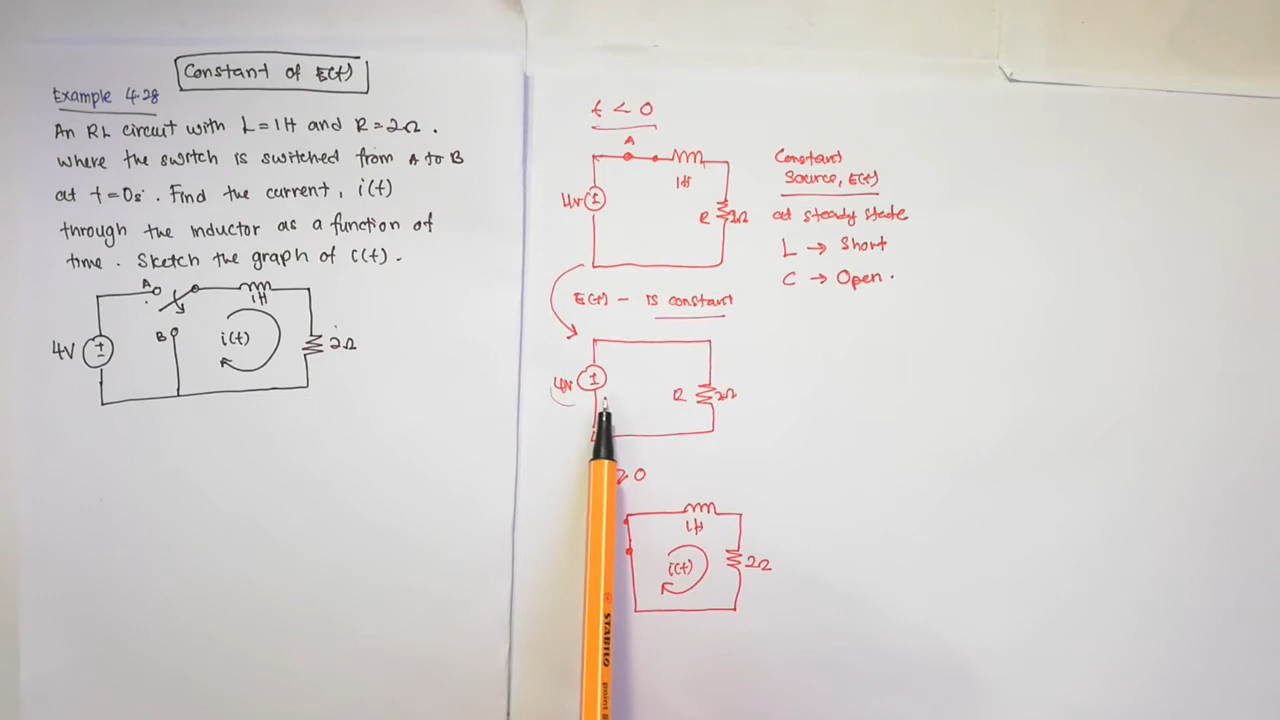 Constant of E(t)
Example 4.28
An RL circuit with L=1H and R=2Ω.
where the switch is switched from A to B
at t=0s. Find the current, i(t)
through the inductor as a function of
time. Sketch the graph of i(t).
A
1H
B
i(t)
4V
2Ω
t < 0
A
1H
4V
R 2Ω
Constant
Source, E(t)
at steady state
L → Short
C → Open.
E(t) - is constant
4V
R 2Ω
≥ 0
1H
i(t)
2Ω
STABILO
point 8